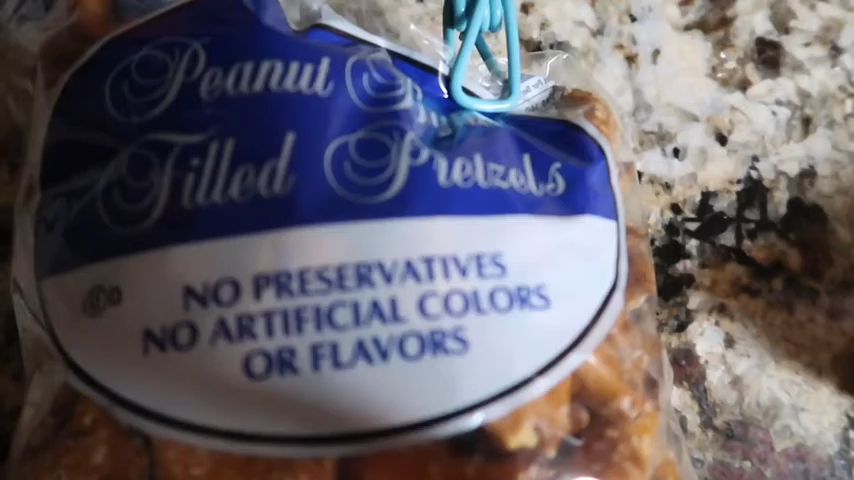 Peanut
Filled Pretzels
NO PRESERVATIVES
NO ARTIFICIAL COLORS
OR FLAVORS